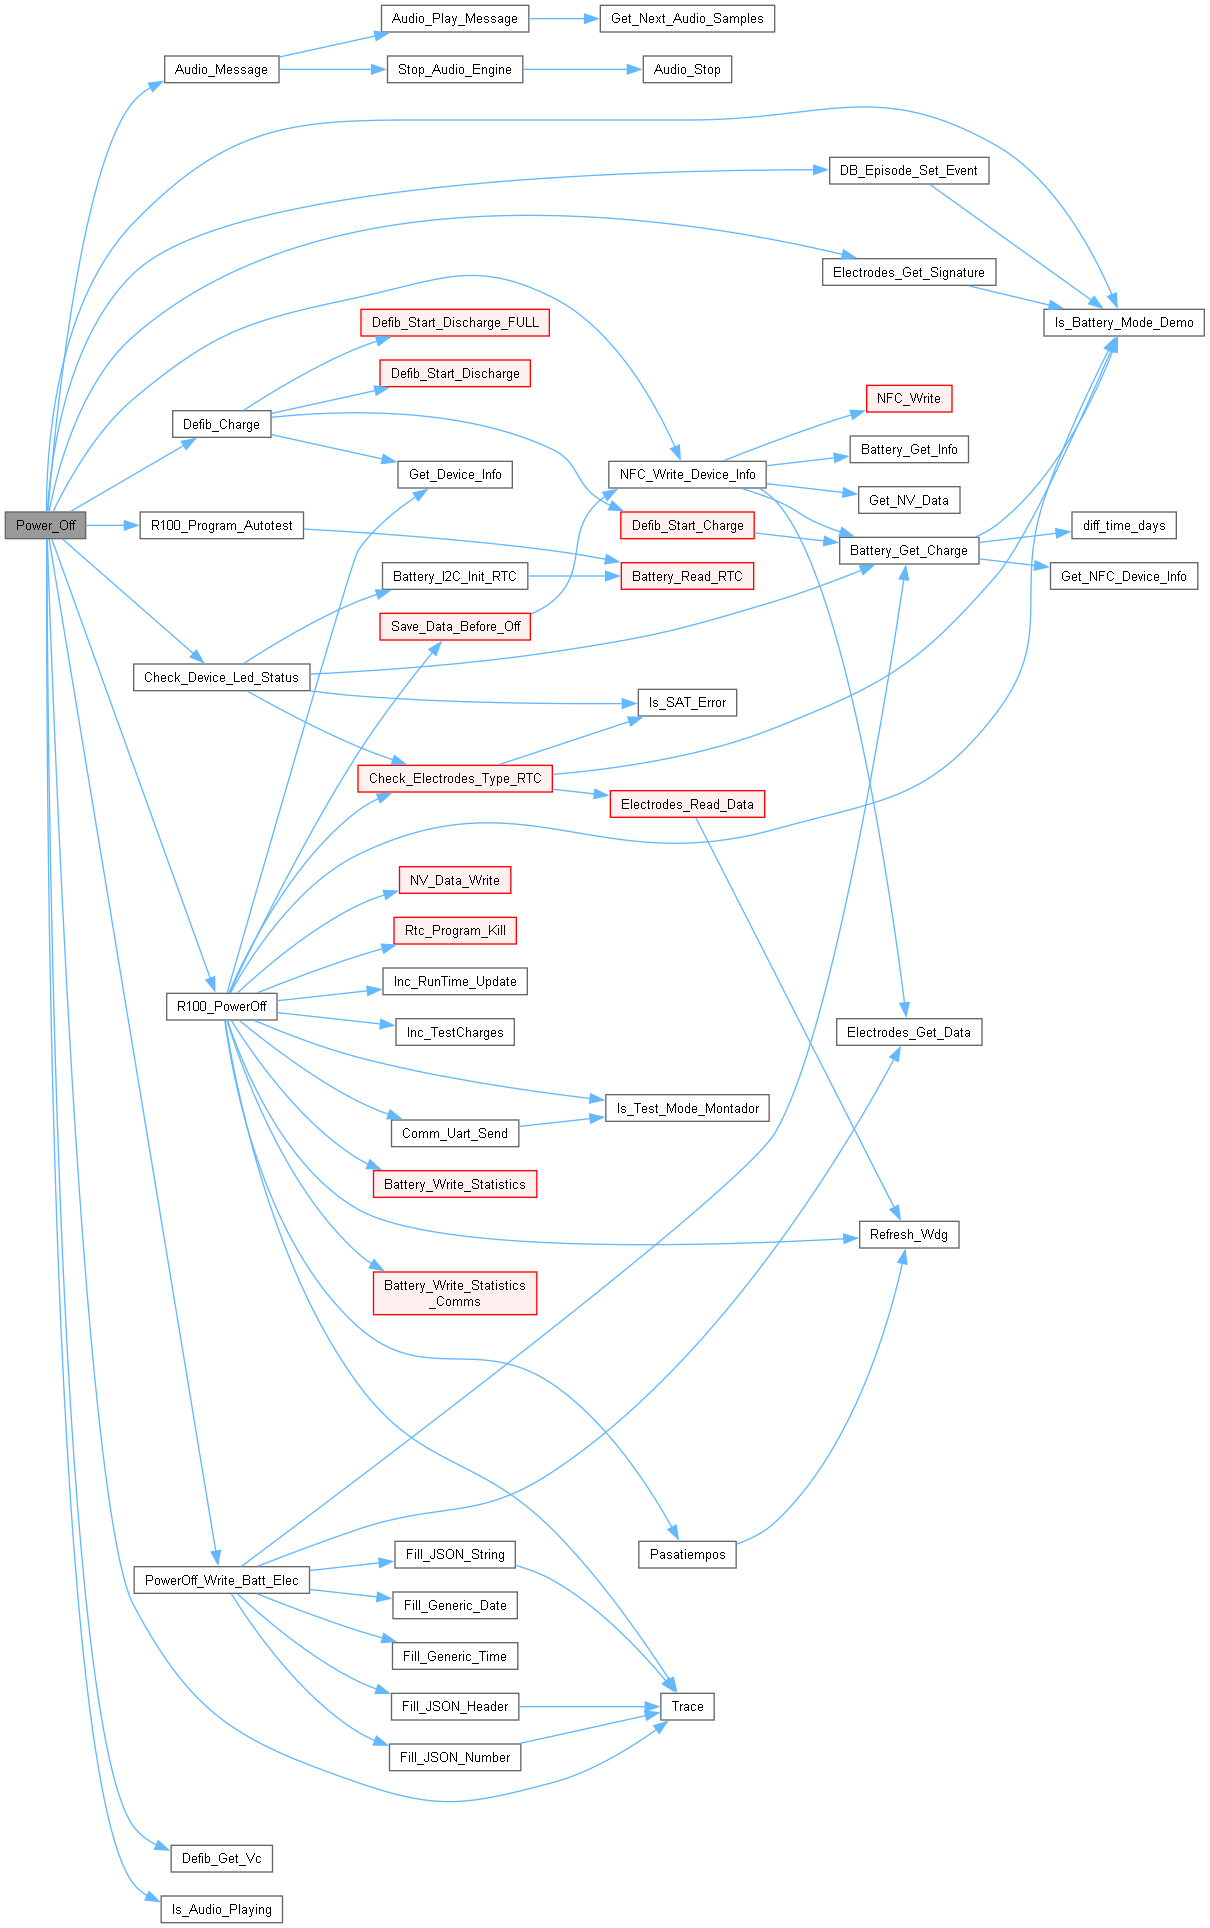 Audio_Play_Message
Get_Next_Audio_Samples
Audio_Message
Stop_Audio_Engine
Audio_Stop
DB_Episode_Set_Event
Electrodes_Get_Signature
Is_Battery_Mode_Demo
Defib_Start_Discharge_FULL
Defib_Start_Discharge
NFC_Write
Defib_Charge
Battery_Get_Info
Get_Device_Info
NFC_Write_Device_Info
Get_NV_Data
Power_Off
R100_Program_Autotest
Defib_Start_Charge
diff_time_days
Battery_Get_Charge
Battery_I2C_Init_RTC
Battery_Read_RTC
Get_NFC_Device_Info
Save_Data_Before_Off
Check_Device_Led_Status
Is_SAT_Error
Check_Electrodes_Type_RTC
Electrodes_Read_Data
NV_Data_Write
Rtc_Program_Kill
Inc_RunTime_Update
R100_PowerOff
Inc_TestCharges
Electrodes_Get_Data
Is_Test_Mode_Montador
Comm_Uart_Send
Battery_Write_Statistics
Refresh_Wdg
Battery_Write_Statistics
_Comms
Pasatiempos
Fill_JSON_String
PowerOff_Write_Batt_Elec
Fill_Generic_Date
Fill_Generic_Time
Fill_JSON_Header
Trace
Fill_JSON_Number
Defib_Get_Vc
Is_Audio_Playing